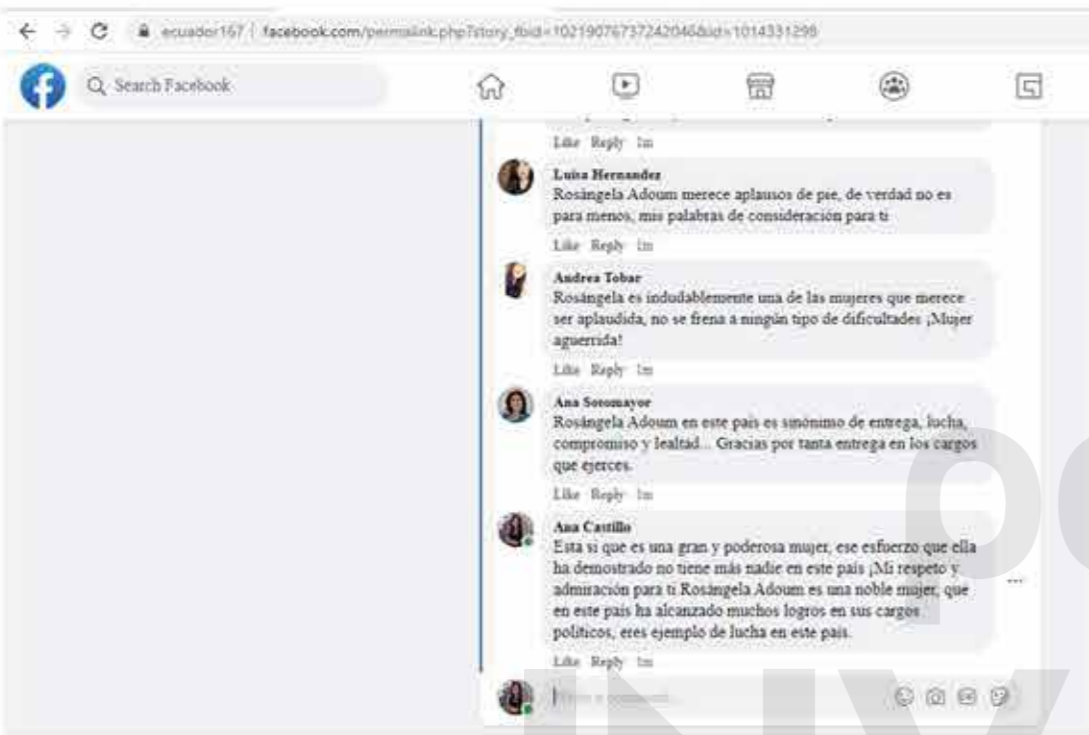 ecuador167 | facebook.com/permalink.php?story_fbid=10219076737242046&id=1014331298
Search Facebook
Like Reply 1m
Luisa Hernandez
Rosángela Adoum merece aplausos de pie, de verdad no es
para menos, mis palabras de consideración para ti
Like Reply 1m
Andrea Tobar
Rosángela es indudablemente una de las mujeres que merece
ser aplaudida, no se frena a ningún tipo de dificultades ¡Mujer
aguerrida!
Like Reply 1m
Ana Soromayor
Rosángela Adoum en este país es sinónimo de entrega, lucha,
compromiso y lealtad... Gracias por tanta entrega en los cargos
que ejerces.
Like Reply 1m
Ana Castillo
Esta si que es una gran y poderosa mujer, ese esfuerzo que ella
ha demostrado no tiene más nadie en este país ¡Mi respeto y
admiración para ti Rosángela Adoum es una noble mujer, que
en este país ha alcanzado muchos logros en sus cargos
políticos, eres ejemplo de lucha en este país.
Like Reply 1m
Write a comment...